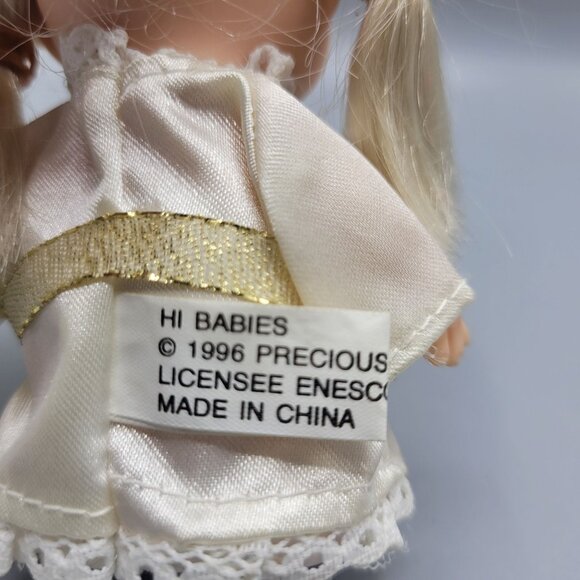 HI BABIES
© 1996 PRECIOUS
LICENSEE ENESCO
MADE IN CHINA